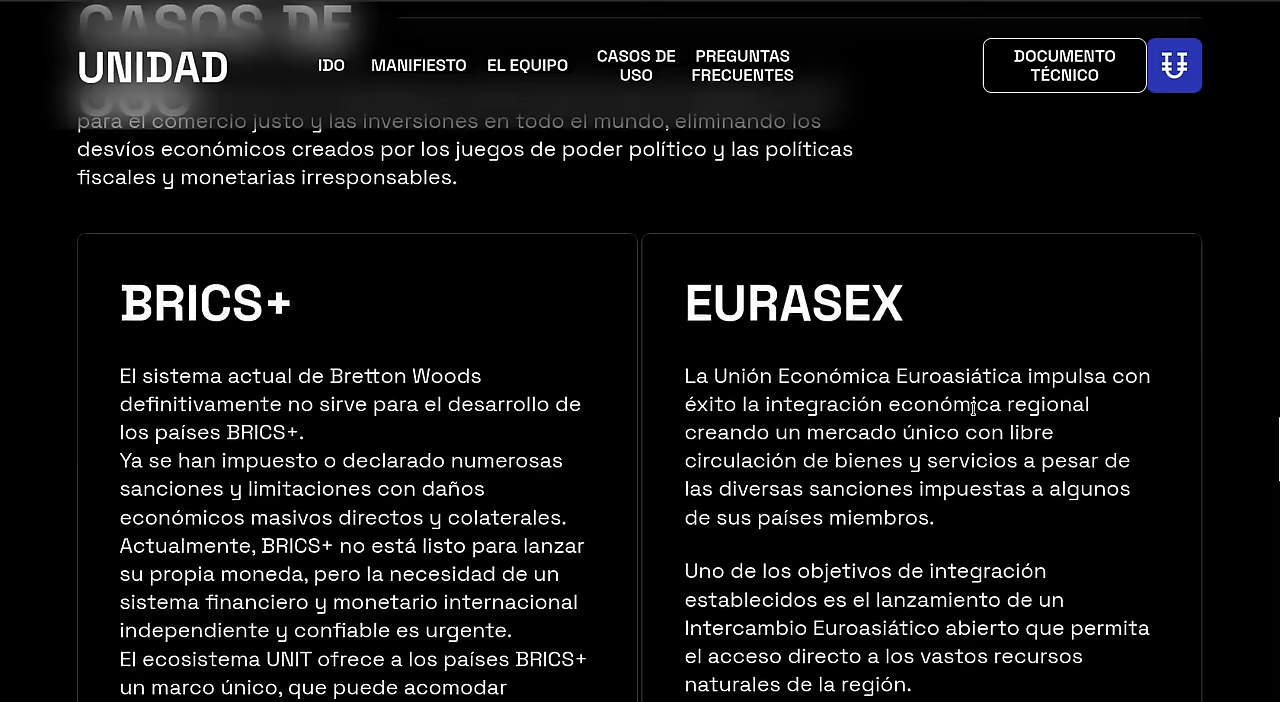 CASOS DE
USO
UNIDAD
IDO
MANIFIESTO
EL EQUIPO
CASOS DE
USO
PREGUNTAS
FRECUENTES
DOCUMENTO
TÉCNICO
para el comercio justo y las inversiones en todo el mundo, eliminando los
desvíos económicos creados por los juegos de poder político y las políticas
fiscales y monetarias irresponsables.
BRICS+
El sistema actual de Bretton Woods
definitivamente no sirve para el desarrollo de
los países BRICS+.
Ya se han impuesto o declarado numerosas
sanciones y limitaciones con daños
económicos masivos directos y colaterales.
Actualmente, BRICS+ no está listo para lanzar
su propia moneda, pero la necesidad de un
sistema financiero y monetario internacional
independiente y confiable es urgente.
El ecosistema UNIT ofrece a los países BRICS+
un marco único, que puede acomodar
EURASEX
La Unión Económica Euroasiática impulsa con
éxito la integración económica regional
creando un mercado único con libre
circulación de bienes y servicios a pesar de
las diversas sanciones impuestas a algunos
de sus países miembros.
Uno de los objetivos de integración
establecidos es el lanzamiento de un
Intercambio Euroasiático abierto que permita
el acceso directo a los vastos recursos
naturales de la región.